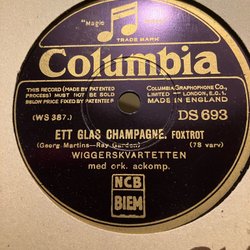 "Magic
TRADE MARK
Columbia
THIS RECORD (MADE BY PATENTED
PROCESS) MUST NOT BE SOLD
BELOW PRICE FIXED BY PATENTEES
COLUMBIA GRAPHOPHONE CO.,
LIMITED — LONDON, E.C.1.
MADE IN ENGLAND
(WS 387.)
DS 693
ETT GLAS CHAMPAGNE. FOXTROT
(Georg Martins—Ray Gordon) (78 varv)
WIGGERSKVARTETTEN
med ork. ackomp.
NCB
BIEM